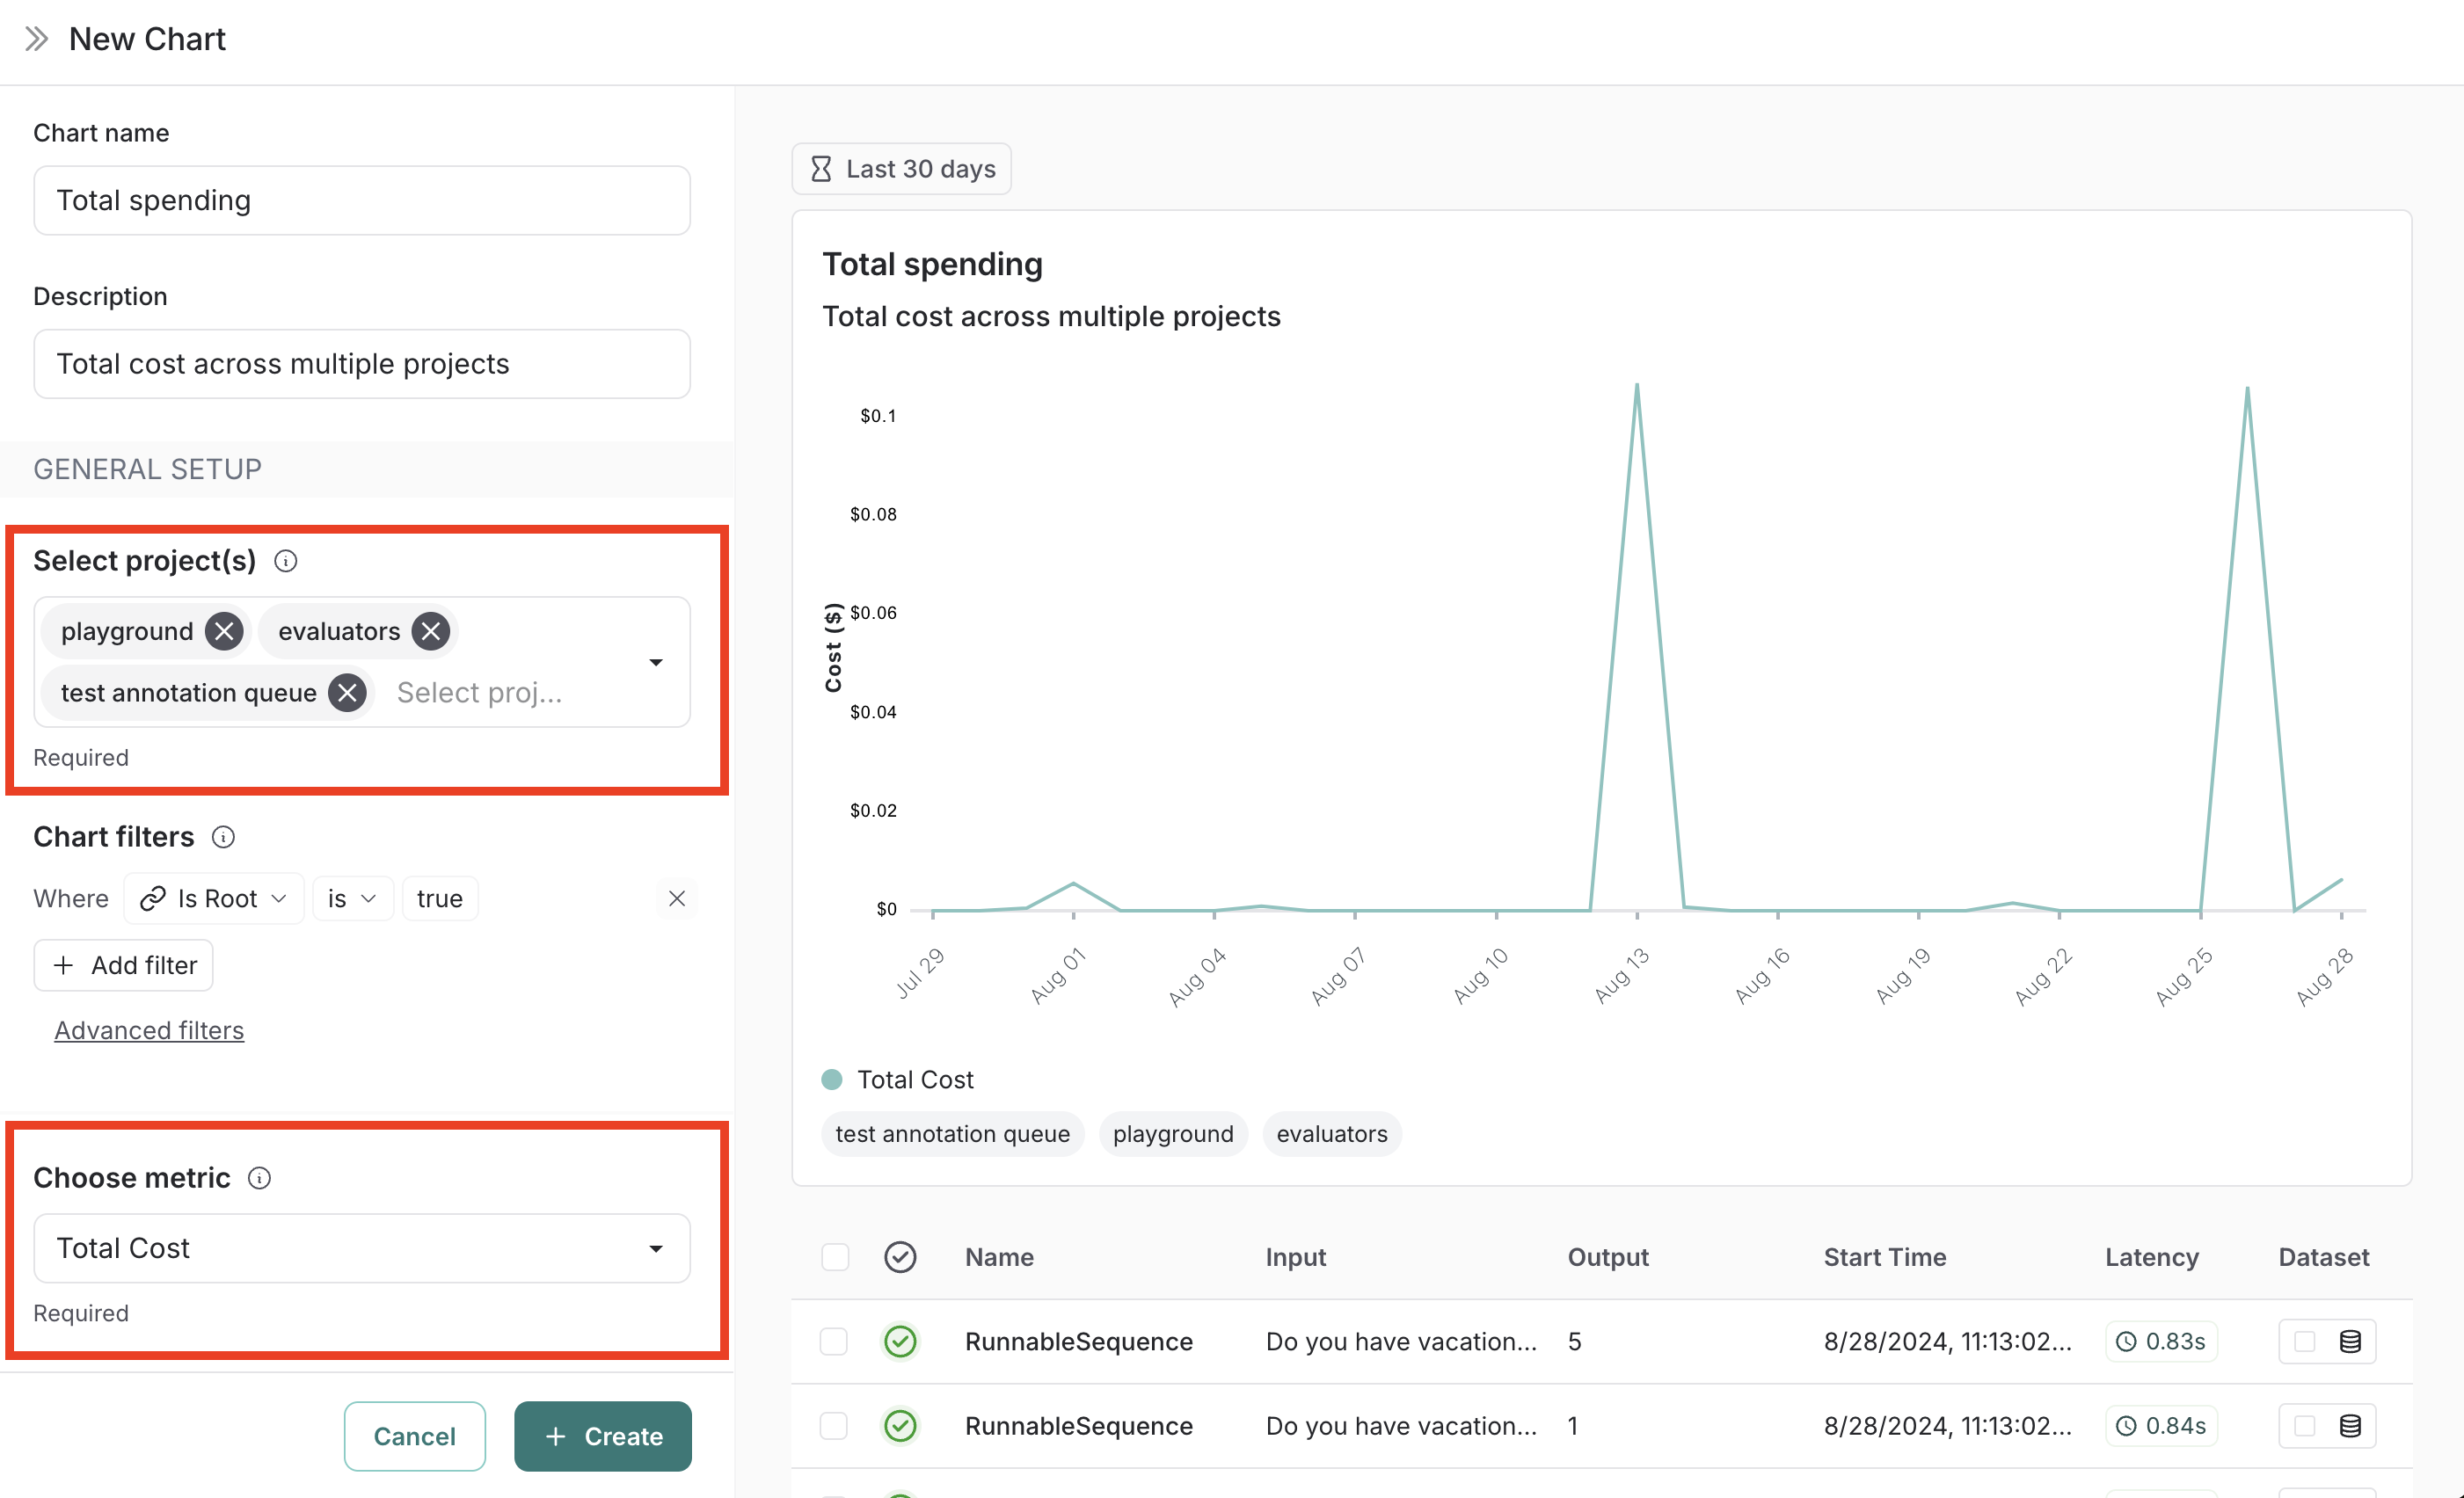 New Chart
Chart name
Total spending
Description
Total cost across multiple projects
GENERAL SETUP
Select project(s)
playground
evaluators
test annotation queue
Select proj...
Required
Chart filters
Where Is Root is true
Add filter
Advanced filters
Choose metric
Total Cost
Required
Cancel
Create
Last 30 days
Total spending
Total cost across multiple projects
Cost ($)
$0.1
$0.08
$0.06
$0.04
$0.02
$0
Jul 29
Aug 01
Aug 04
Aug 07
Aug 10
Aug 13
Aug 16
Aug 19
Aug 22
Aug 25
Aug 28
Total Cost
test annotation queue
playground
evaluators
Name Input Output Start Time Latency Dataset
RunnableSequence Do you have vacation... 5 8/28/2024, 11:13:02... 0.83s
RunnableSequence Do you have vacation... 1 8/28/2024, 11:13:02... 0.84s